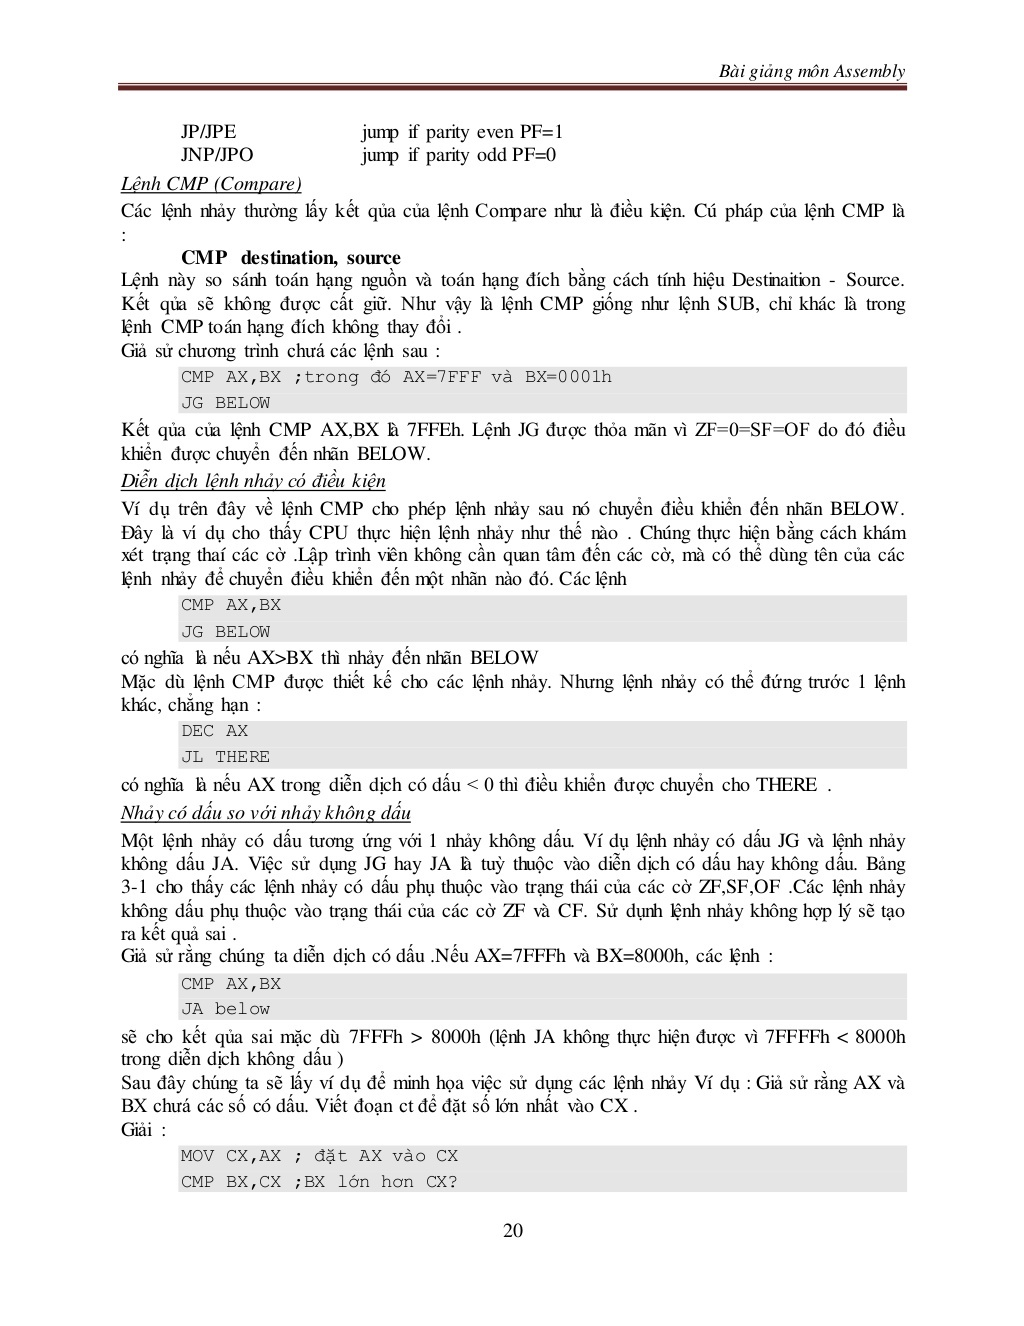 Bài giảng môn Assembly
JP/JPE jump if parity even PF=1
JNP/JPO jump if parity odd PF=0
Lệnh CMP (Compare)
Các lệnh nhảy thường lấy kết qủa của lệnh Compare như là điều kiện. Cú pháp của lệnh CMP là
:
CMP destination, source
Lệnh này so sánh toán hạng nguồn và toán hạng đích bằng cách tính hiệu Destinaition - Source.
Kết qủa sẽ không được cất giữ. Như vậy là lệnh CMP giống như lệnh SUB, chỉ khác là trong
lệnh CMP toán hạng đích không thay đổi .
Giả sử chương trình chưá các lệnh sau :
CMP AX,BX ;trong đó AX=7FFF và BX=0001h
JG BELOW
Kết qủa của lệnh CMP AX,BX là 7FFEh. Lệnh JG được thỏa mãn vì ZF=0=SF=OF do đó điều
khiển được chuyển đến nhãn BELOW.
Diễn dịch lệnh nhảy có điều kiện
Ví dụ trên đây về lệnh CMP cho phép lệnh nhảy sau nó chuyển điều khiển đến nhãn BELOW.
Đây là ví dụ cho thấy CPU thực hiện lệnh nhảy như thế nào . Chúng thực hiện bằng cách khám
xét trạng thaí các cờ .Lập trình viên không cần quan tâm đến các cờ, mà có thể dùng tên của các
lệnh nhảy để chuyển điều khiển đến một nhãn nào đó. Các lệnh
CMP AX,BX
JG BELOW
có nghĩa là nếu AX>BX thì nhảy đến nhãn BELOW
Mặc dù lệnh CMP được thiết kế cho các lệnh nhảy. Nhưng lệnh nhảy có thể đứng trước 1 lệnh
khác, chẳng hạn :
DEC AX
JL THERE
có nghĩa là nếu AX trong diễn dịch có dấu < 0 thì điều khiển được chuyển cho THERE .
Nhảy có dấu so với nhảy không dấu
Một lệnh nhảy có dấu tương ứng với 1 nhảy không dấu. Ví dụ lệnh nhảy có dấu JG và lệnh nhảy
không dấu JA. Việc sử dụng JG hay JA là tuỳ thuộc vào diễn dịch có dấu hay không dấu. Bảng
3-1 cho thấy các lệnh nhảy có dấu phụ thuộc vào trạng thái của các cờ ZF,SF,OF .Các lệnh nhảy
không dấu phụ thuộc vào trạng thái của các cờ ZF và CF. Sử dụnh lệnh nhảy không hợp lý sẽ tạo
ra kết quả sai .
Giả sử rằng chúng ta diễn dịch có dấu .Nếu AX=7FFFh và BX=8000h, các lệnh :
CMP AX,BX
JA below
sẽ cho kết qủa sai mặc dù 7FFFh > 8000h (lệnh JA không thực hiện được vì 7FFFFh < 8000h
trong diễn dịch không dấu )
Sau đây chúng ta sẽ lấy ví dụ để minh họa việc sử dụng các lệnh nhảy Ví dụ : Giả sử rằng AX và
BX chưá các số có dấu. Viết đoạn ct để đặt số lớn nhất vào CX .
Giải :
MOV CX,AX ; đặt AX vào CX
CMP BX,CX ;BX lớn hơn CX?
20